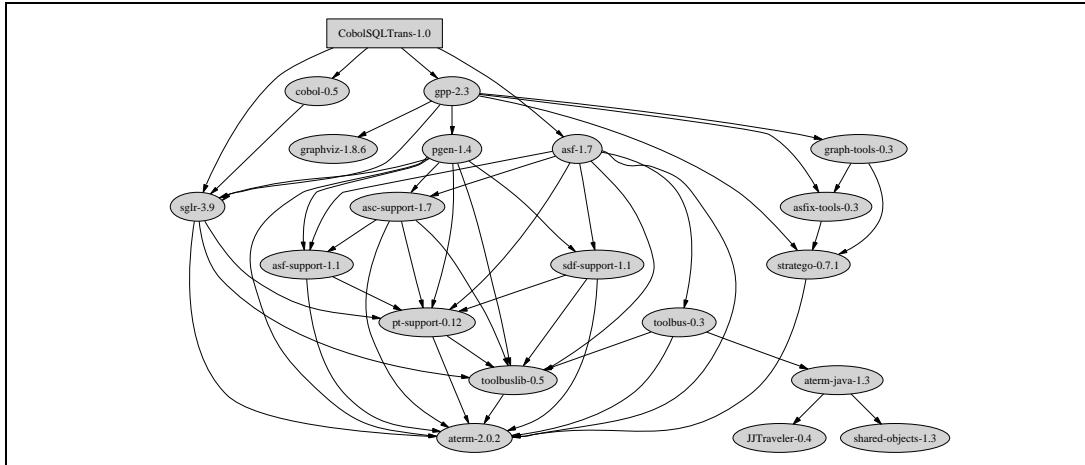 CobolSQLTrans-1.0
cobol-0.5
gpp-2.3
graphviz-1.8.6
pgen-1.4
asf-1.7
graph-tools-0.3
sglr-3.9
asc-support-1.7
asfix-tools-0.3
asf-support-1.1
sdf-support-1.1
stratego-0.7.1
pt-support-0.12
toolbus-0.3
toolbuslib-0.5
aterm-java-1.3
aterm-2.0.2
JJTraveler-0.4
shared-objects-1.3